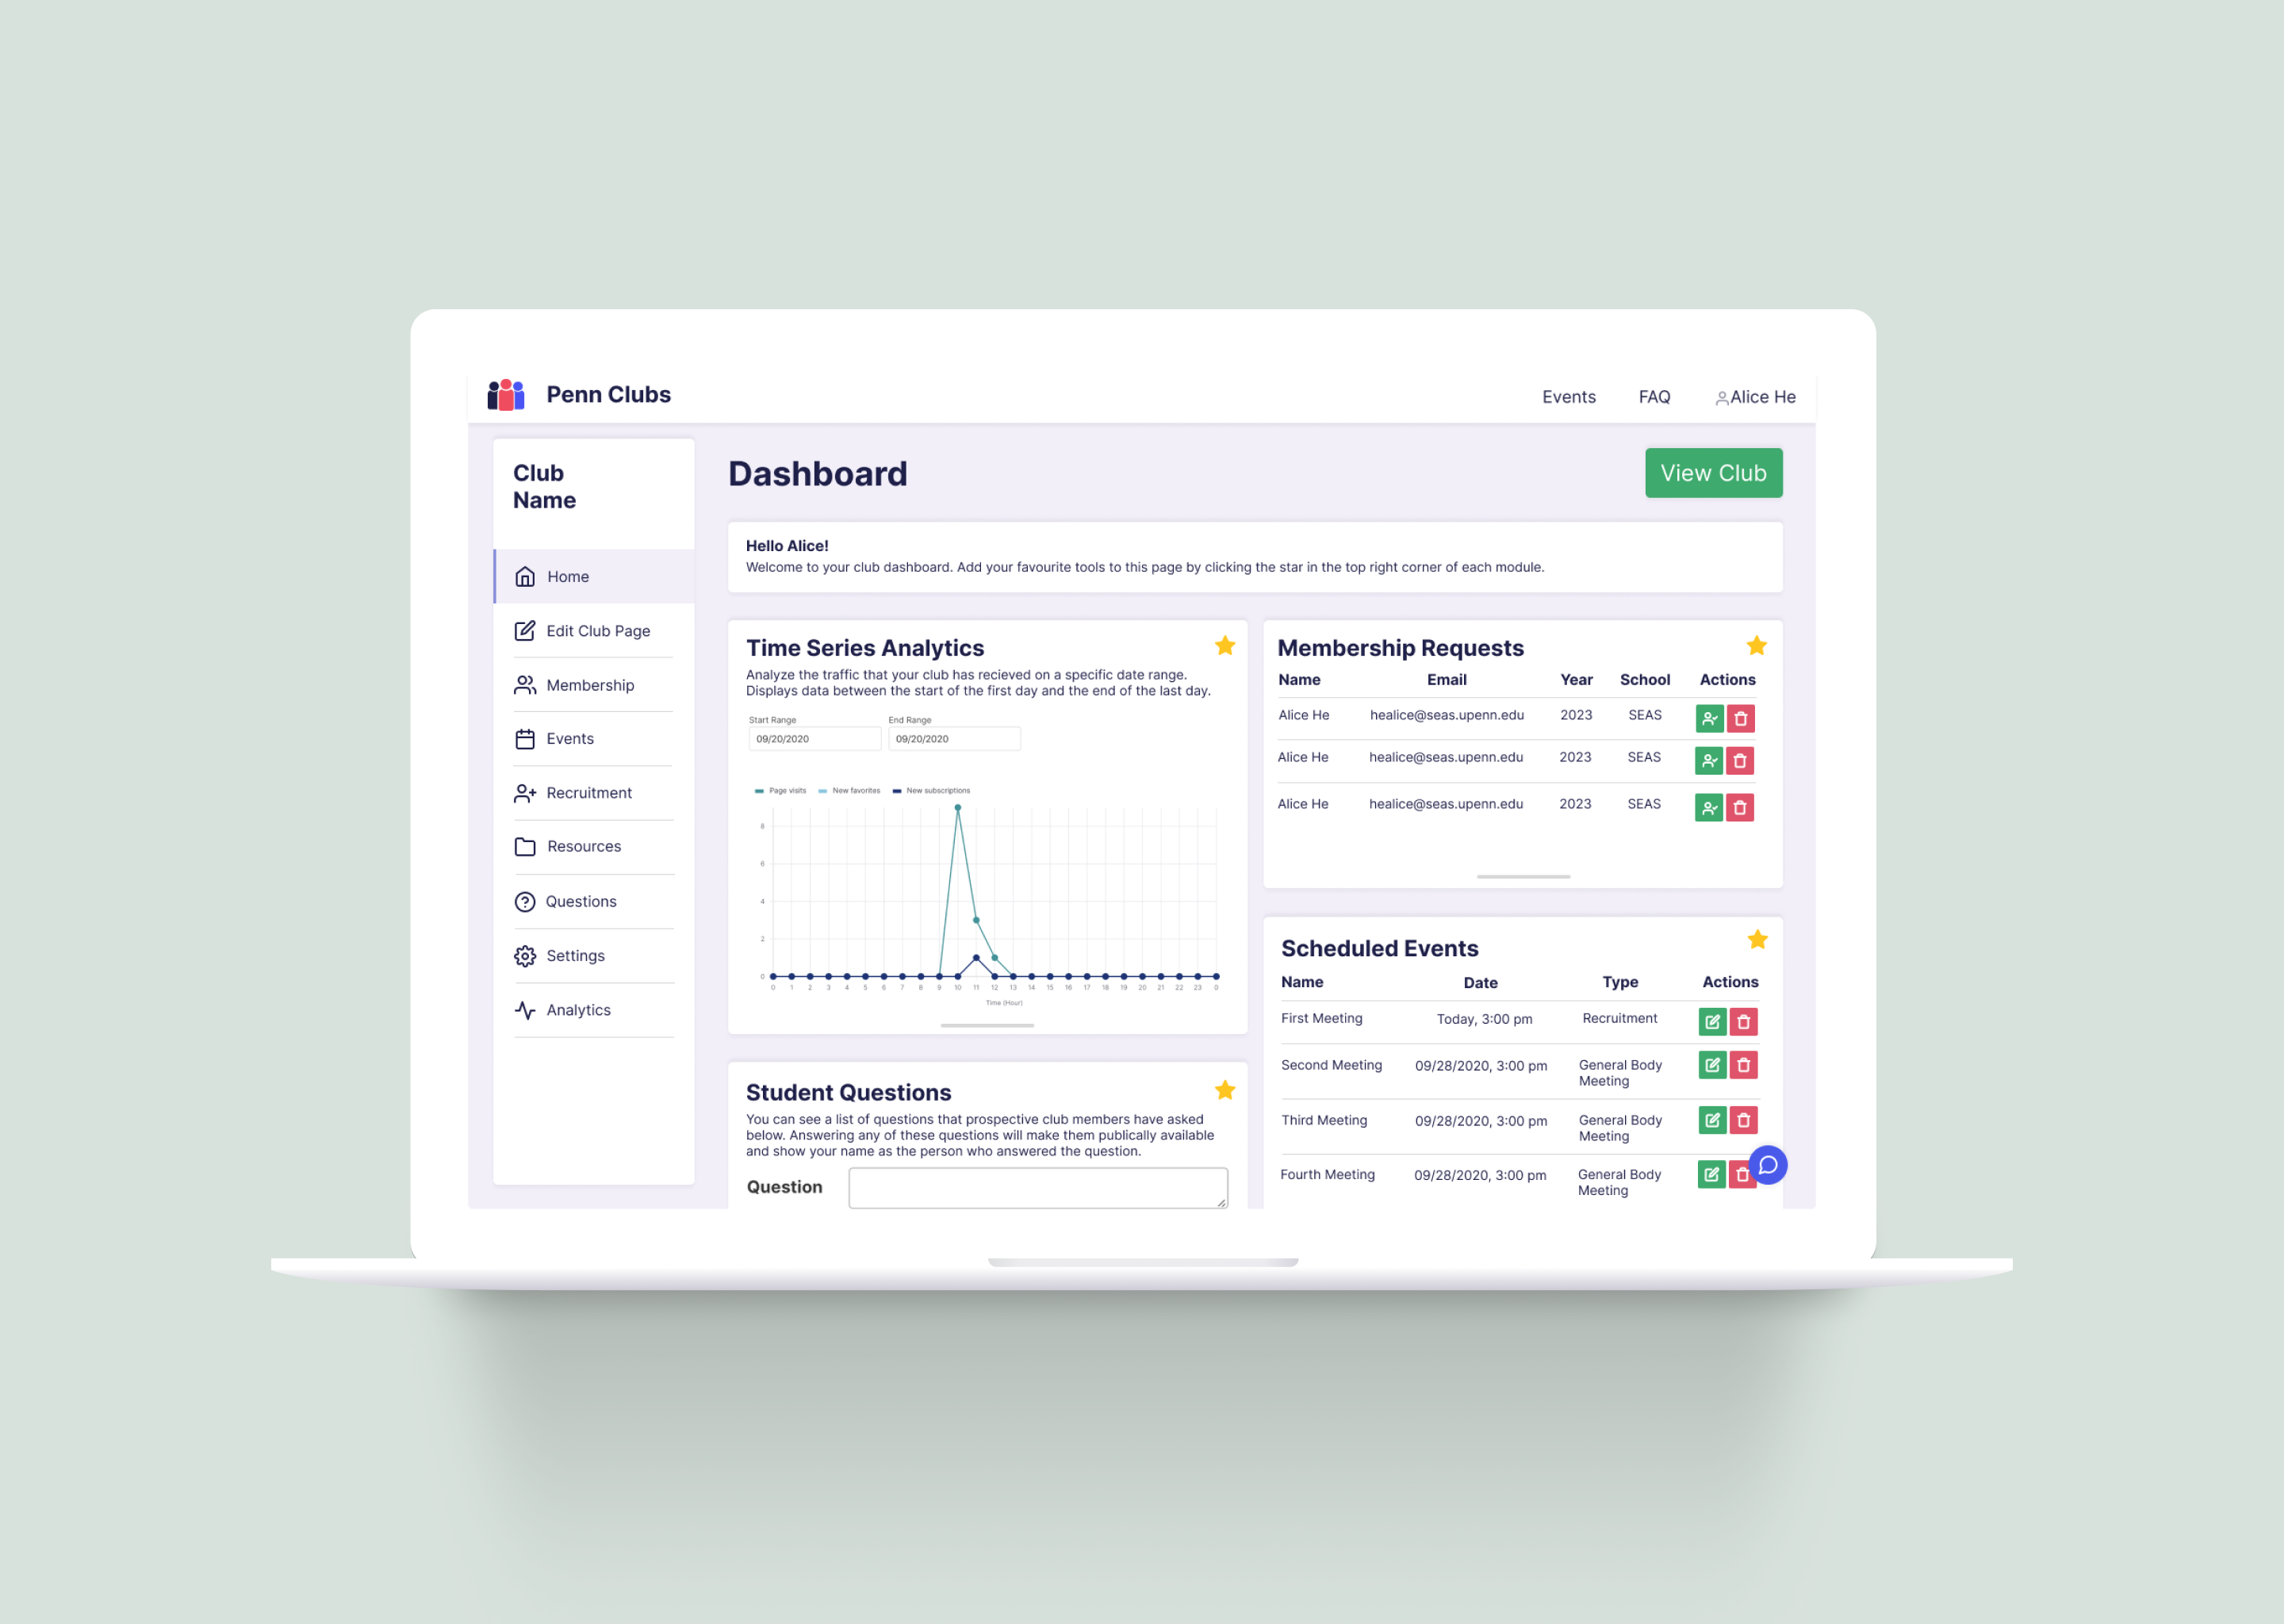 Penn Clubs
Events FAQ Alice He
Club
Name
Home
Edit Club Page
Membership
Events
Recruitment
Resources
Questions
Settings
Analytics
Dashboard
View Club
Hello Alice!
Welcome to your club dashboard. Add your favourite tools to this page by clicking the star in the top right corner of each module.
Time Series Analytics
Analyze the traffic that your club has recieved on a specific date range.
Displays data between the start of the first day and the end of the last day.
Start Range End Range
09/20/2020 09/20/2020
Page visits New favorites New subscriptions
8
6
4
2
0
0 1 2 3 4 5 6 7 8 9 10 11 12 13 14 15 16 17 18 19 20 21 22 23 0
Time (Hour)
Student Questions
You can see a list of questions that prospective club members have asked
below. Answering any of these questions will make them publically available
and show your name as the person who answered the question.
Question
Membership Requests
Name Email Year School Actions
Alice He healice@seas.upenn.edu 2023 SEAS
Alice He healice@seas.upenn.edu 2023 SEAS
Alice He healice@seas.upenn.edu 2023 SEAS
Scheduled Events
Name Date Type Actions
First Meeting Today, 3:00 pm Recruitment
Second Meeting 09/28/2020, 3:00 pm General Body
Meeting
Third Meeting 09/28/2020, 3:00 pm General Body
Meeting
Fourth Meeting 09/28/2020, 3:00 pm General Body
Meeting